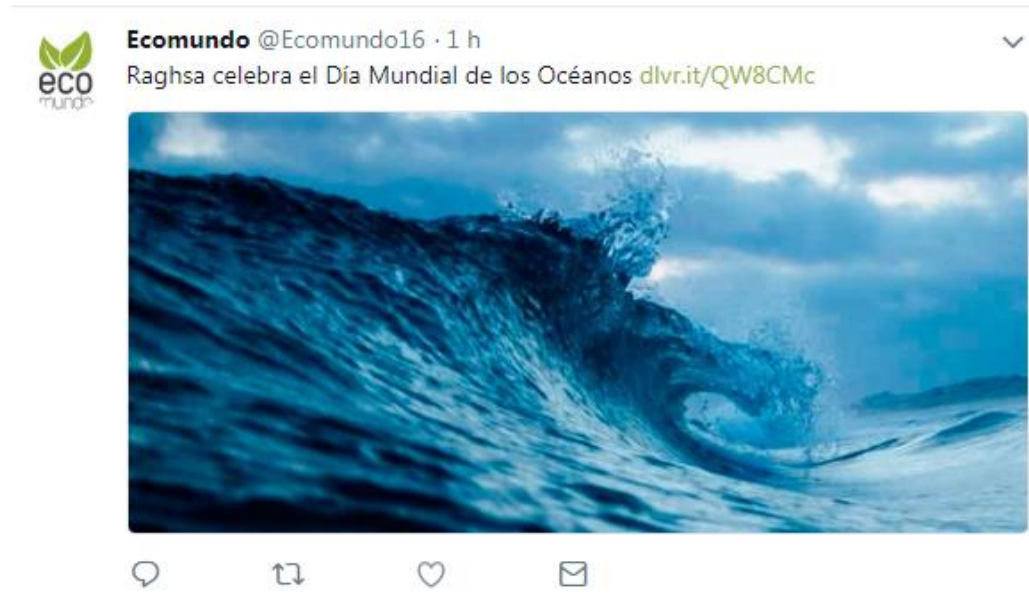 Ecomundo @Ecomundo16 · 1 h
Raghsa celebra el Día Mundial de los Océanos dlvr.it/QW8CMc
eco
mundo